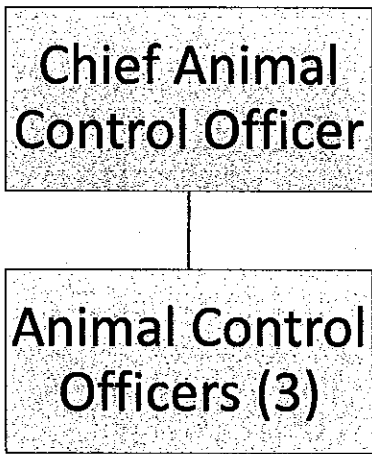 Chief Animal
Control Officer
Animal Control
Officers (3)